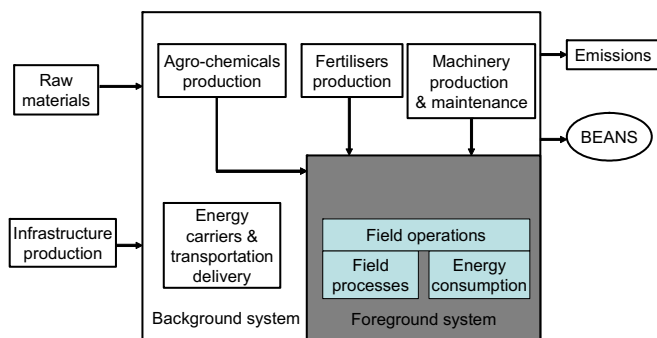 Raw
materials
Agro-chemicals
production
Fertilisers
production
Machinery
production
& maintenance
Emissions
BEANS
Infrastructure
production
Energy
carriers &
transportation
delivery
Field operations
Field
processes
Energy
consumption
Background system
Foreground system